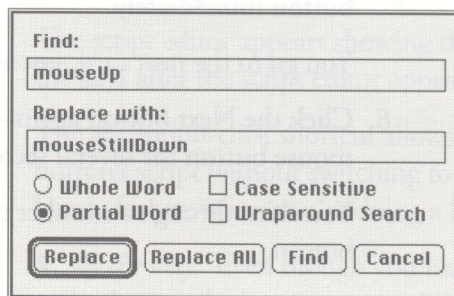 Find:
mouseUp
Replace with:
mouseStillDown
Whole Word Case Sensitive
Partial Word Wraparound Search
Replace Replace All Find Cancel